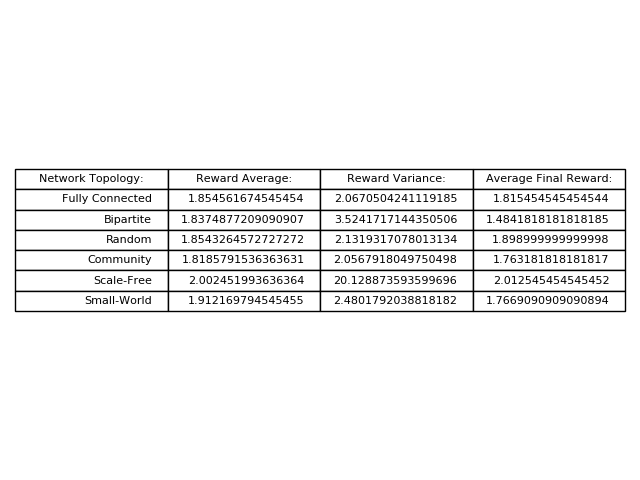 Network Topology: Reward Average: Reward Variance: Average Final Reward:
Fully Connected 1.854561674545454 2.0670504241119185 1.815454545454544
Bipartite 1.8374877209090907 3.5241717144350506 1.4841818181818185
Random 1.8543264572727272 2.1319317078013134 1.898999999999998
Community 1.8185791536363631 2.0567918049750498 1.763181818181817
Scale-Free 2.002451993636364 20.128873593599696 2.012545454545452
Small-World 1.912169794545455 2.4801792038818182 1.7669090909090894